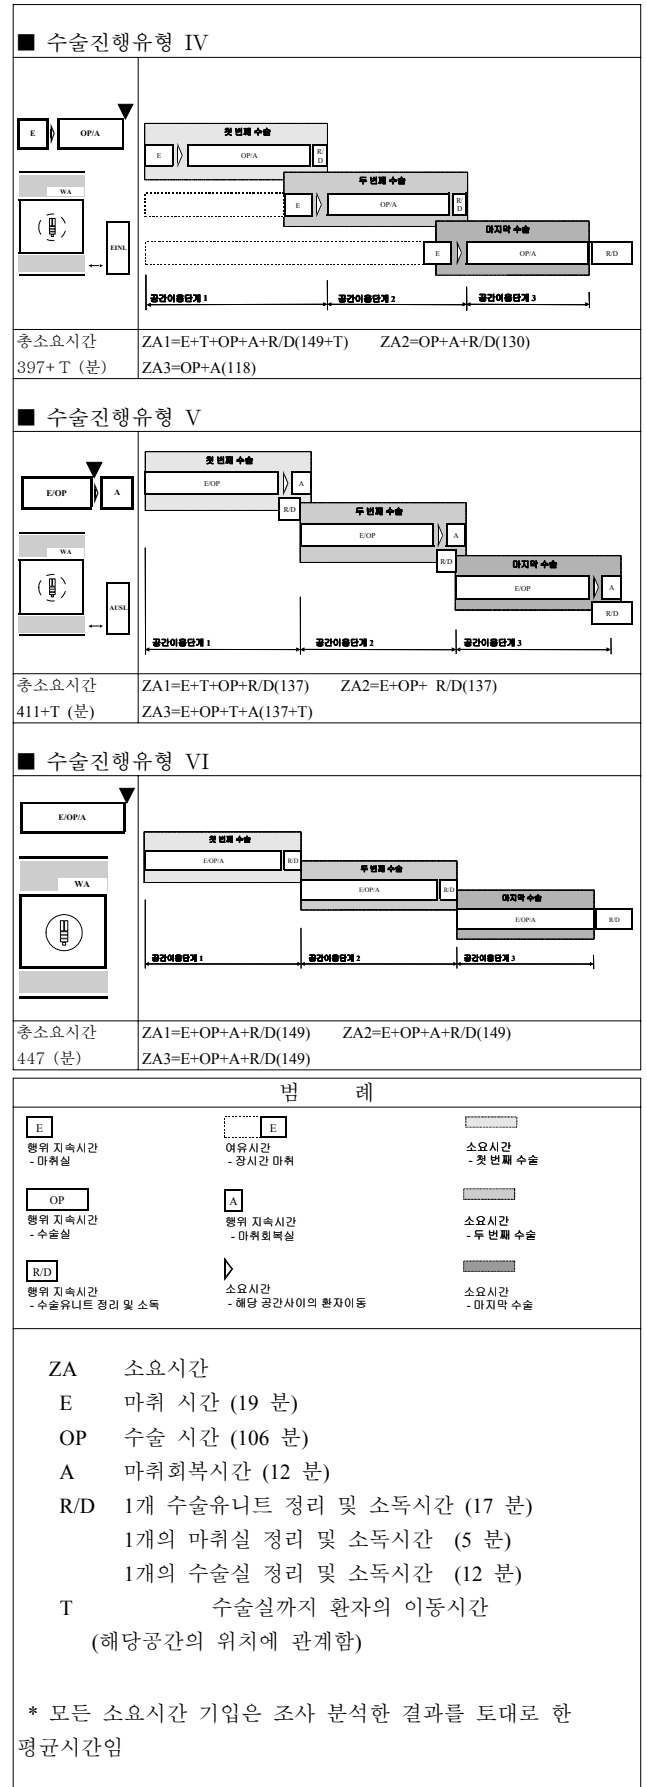 ■ 수술진행유형 IV
E
OP/A
WA
EINL
첫 번째 수술
E
OP/A
R/
D
두 번째 수술
E
OP/A
R/
D
마지막 수술
E
OP/A
R/D
공간이용단계 1
공간이용단계 2
공간이용단계 3
총소요시간
397+ T (분)
ZA1=E+T+OP+A+R/D(149+T) ZA2=OP+A+R/D(130)
ZA3=OP+A(118)
■ 수술진행유형 V
E/OP
A
WA
AUSL
첫 번째 수술
E/OP
A
R/D
두 번째 수술
E/OP
A
R/D
마지막 수술
E/OP
A
R/D
공간이용단계 1
공간이용단계 2
공간이용단계 3
총소요시간
411+T (분)
ZA1=E+T+OP+R/D(137) ZA2=E+OP+ R/D(137)
ZA3=E+OP+T+A(137+T)
■ 수술진행유형 VI
E/OP/A
WA
첫 번째 수술
E/OP/A
R/D
두 번째 수술
E/OP/A
R/D
마지막 수술
E/OP/A
R/D
공간이용단계 1
공간이용단계 2
공간이용단계 3
총소요시간
447 (분)
ZA1=E+OP+A+R/D(149) ZA2=E+OP+A+R/D(149)
ZA3=E+OP+A+R/D(149)
범 례
E
행위 지속시간
- 마취실
E
여유시간
- 장시간 마취
소요시간
- 첫 번째 수술
OP
행위 지속시간
- 수술실
A
행위 지속시간
- 마취회복실
소요시간
- 두 번째 수술
R/D
행위 지속시간
- 수술유니트 정리 및 소독
소요시간
- 해당 공간사이의 환자이동
소요시간
- 마지막 수술
ZA 소요시간
E 마취 시간 (19 분)
OP 수술 시간 (106 분)
A 마취회복시간 (12 분)
R/D 1개 수술유니트 정리 및 소독시간 (17 분)
1개의 마취실 정리 및 소독시간 (5 분)
1개의 수술실 정리 및 소독시간 (12 분)
T 수술실까지 환자의 이동시간
(해당공간의 위치에 관계함)
* 모든 소요시간 기입은 조사 분석한 결과를 토대로 한
평균시간임